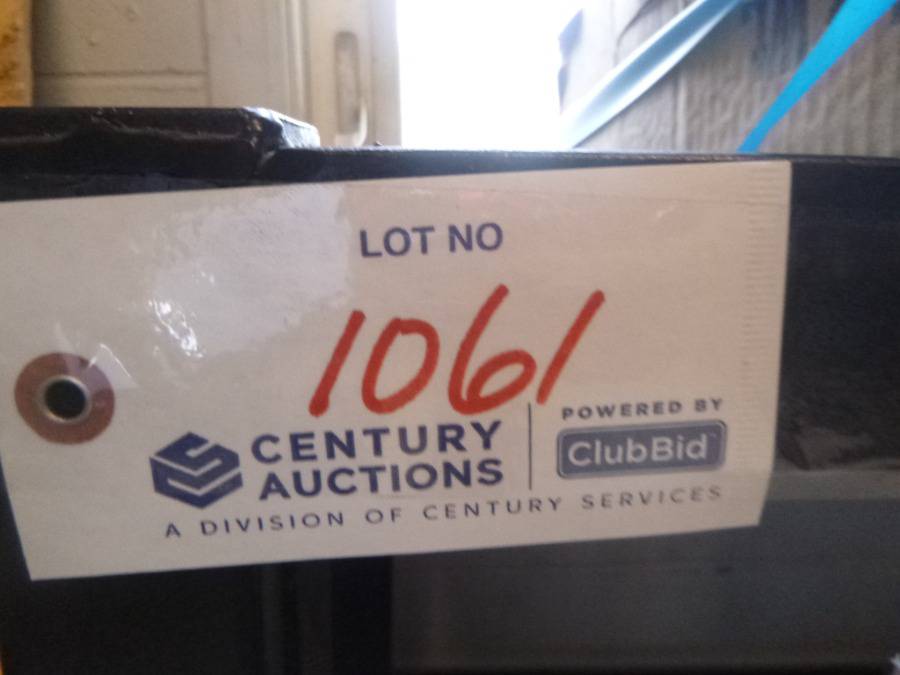 LOT NO
1061
CENTURY
AUCTIONS
POWERED BY
ClubBid
A DIVISION OF CENTURY SERVICES